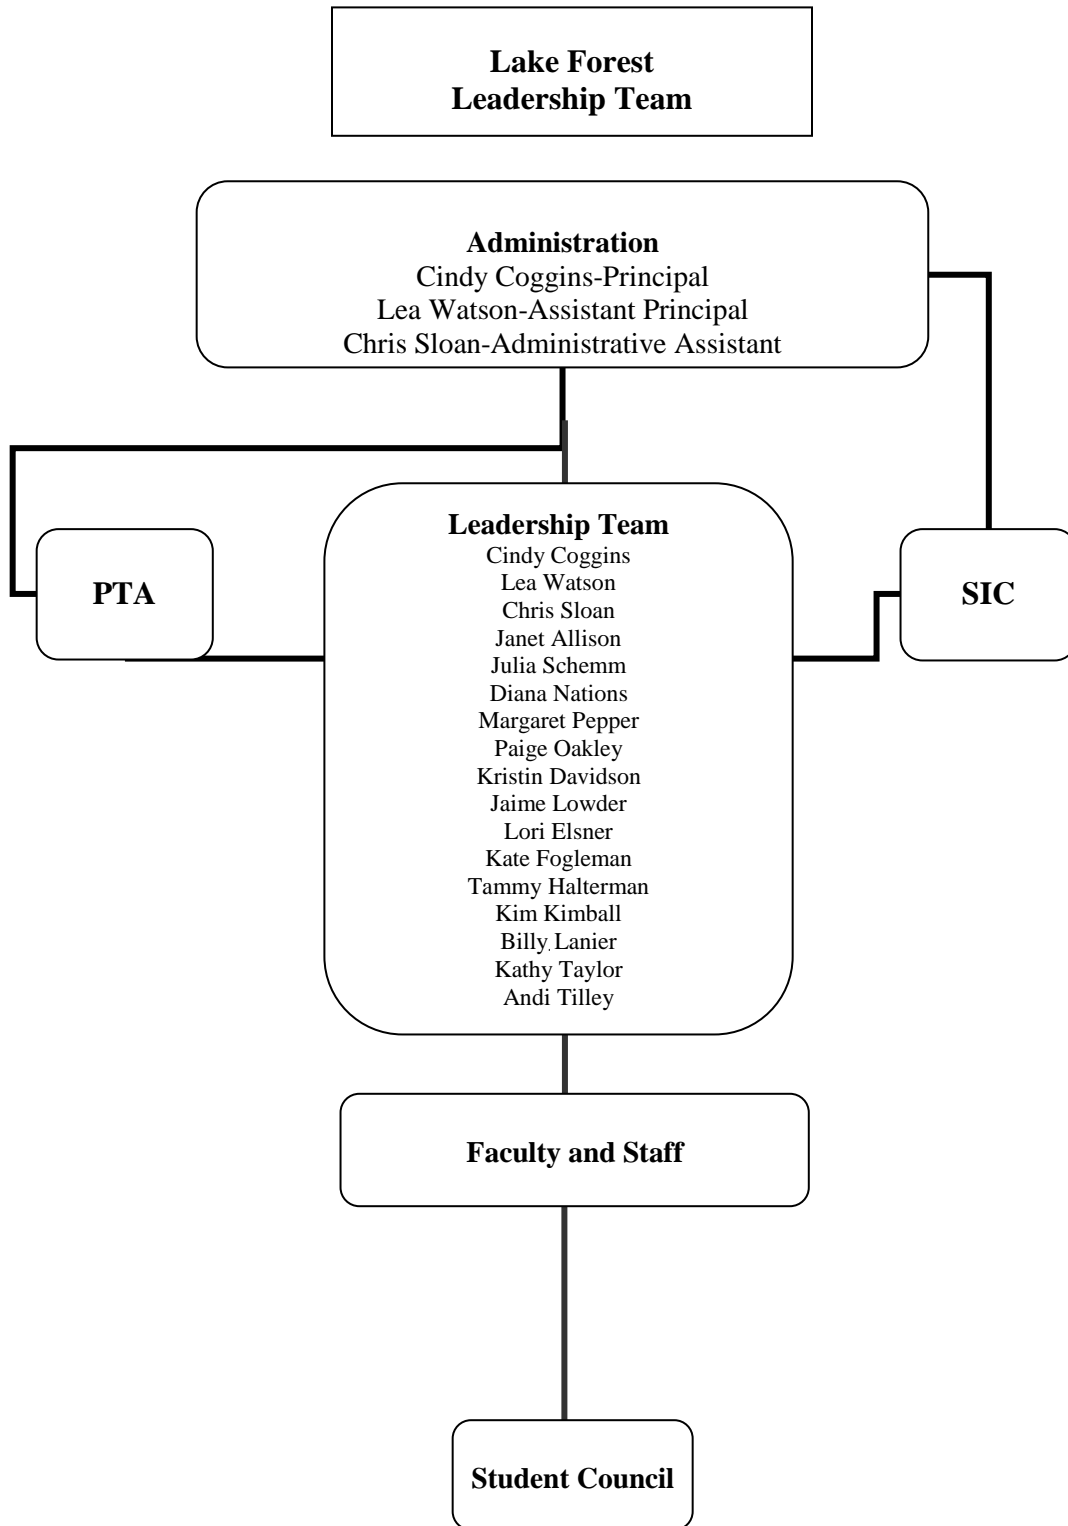 Lake Forest
Leadership Team
Administration
Cindy Coggins-Principal
Lea Watson-Assistant Principal
Chris Sloan-Administrative Assistant
Leadership Team
Cindy Coggins
Lea Watson
Chris Sloan
Janet Allison
Julia Schemm
Diana Nations
Margaret Pepper
Paige Oakley
Kristin Davidson
Jaime Lowder
Lori Elsner
Kate Fogleman
Tammy Halterman
Kim Kimball
Billy Lanier
Kathy Taylor
Andi Tilley
PTA
SIC
Faculty and Staff
Student Council